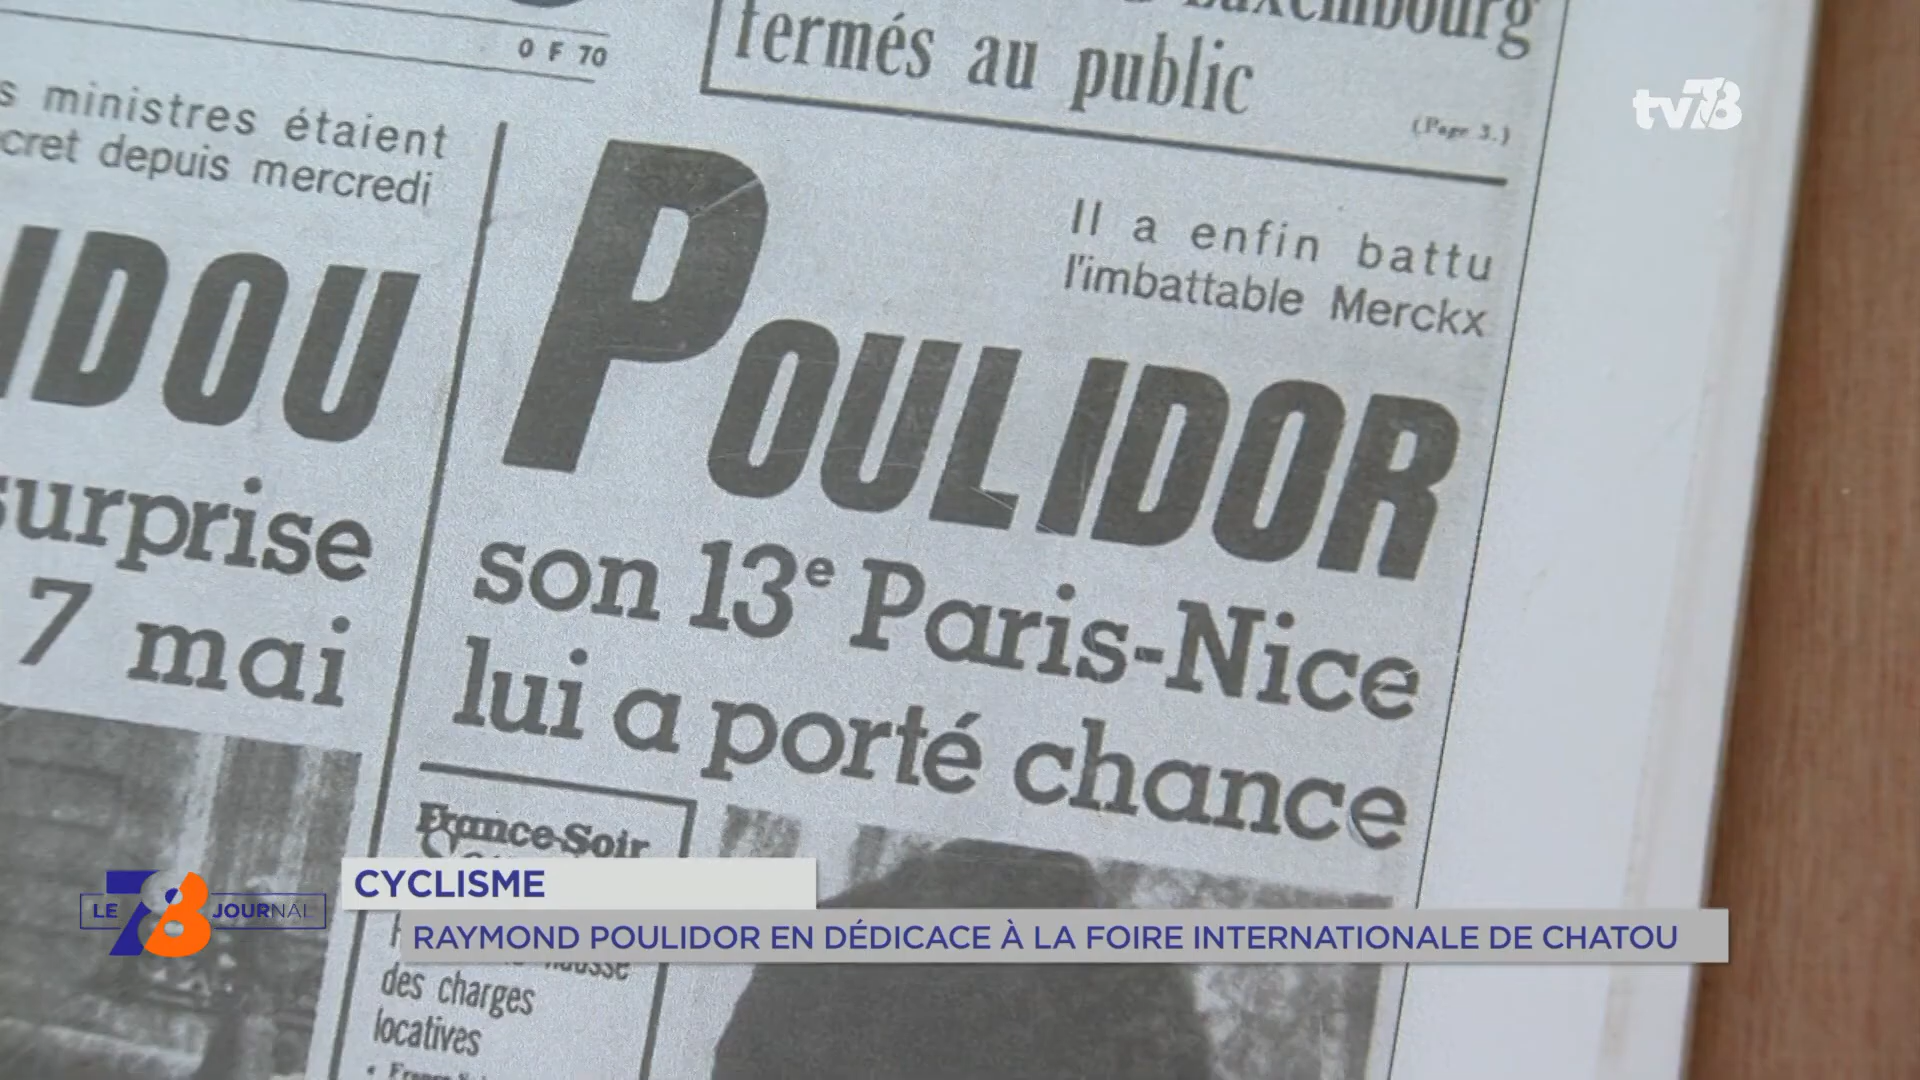 0 F 70
fermés au public
(Page 3.)
tv78
s ministres étaient
cret depuis mercredi
IDOU
surprise
7 mai
Il a enfin battu
l'imbattable Merckx
POULIDOR
son 13e Paris-Nice
lui a porté chance
France-Soir
des charges
locatives
LE 78 JOURNAL
CYCLISME
RAYMOND POULIDOR EN DÉDICACE À LA FOIRE INTERNATIONALE DE CHATOU